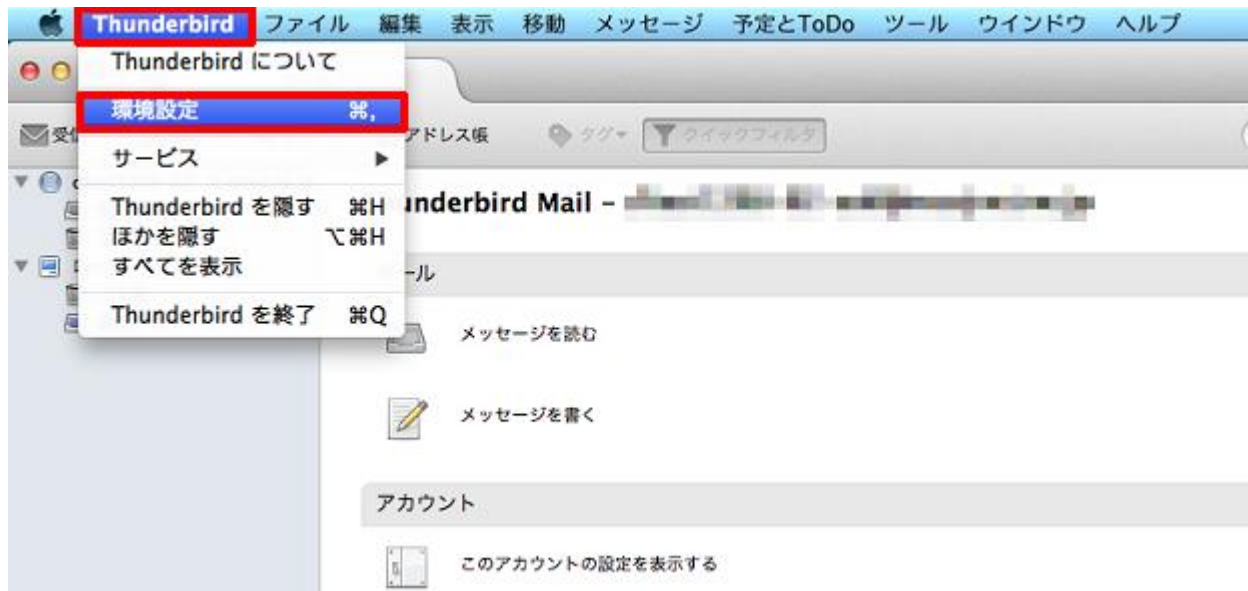 Thunderbird ファイル 編集 表示 移動 メッセージ 予定とToDo ツール ウインドウ ヘルプ
Thunderbird について
環境設定 ⌘,
サービス ▶
Thunderbird を隠す ⌘H
ほかを隠す ⌥⌘H
すべてを表示
Thunderbird を終了 ⌘Q
アドレス帳 タグ クイックフィルタ
Mail –
メッセージを読む
メッセージを書く
アカウント
このアカウントの設定を表示する